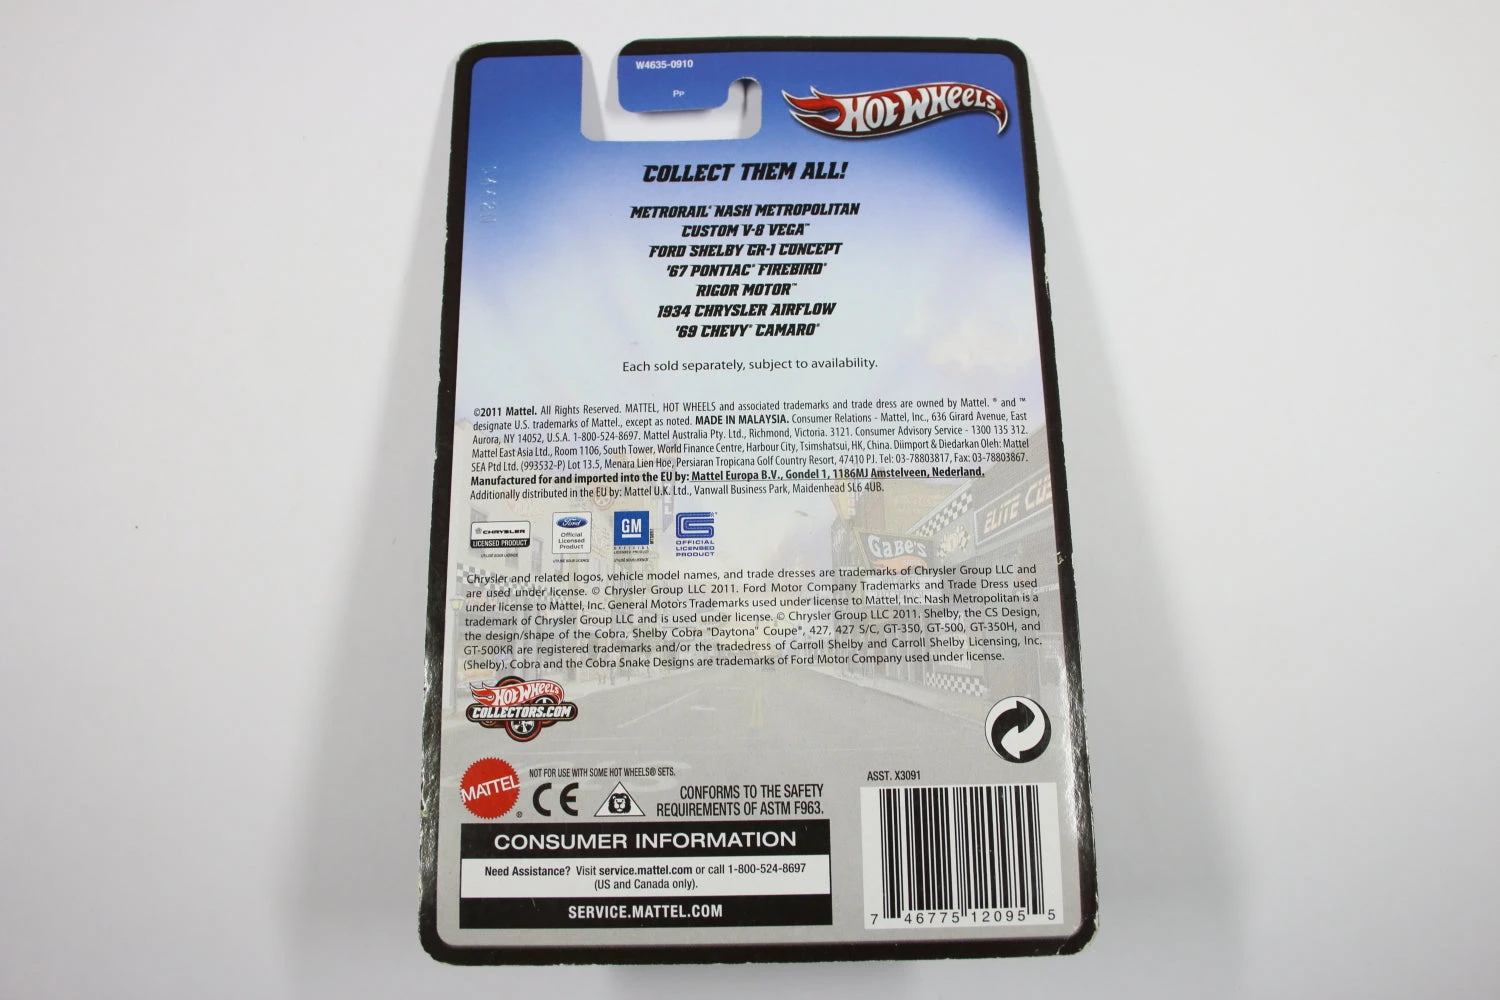 W4635-0910
PP
HOT WHEELS
COLLECT THEM ALL!
METRORAIL® NASH METROPOLITAN
CUSTOM V-8 VEGA™
FORD SHELBY GR-1 CONCEPT
'67 PONTIAC® FIREBIRD®
RIGOR MOTOR™
1934 CHRYSLER AIRFLOW
'69 CHEVY® CAMARO®
Each sold separately, subject to availability.
©2011 Mattel. All Rights Reserved. MATTEL, HOT WHEELS and associated trademarks and trade dress are owned by Mattel. ® and ™
designate U.S. trademarks of Mattel., except as noted. MADE IN MALAYSIA. Consumer Relations - Mattel, Inc., 636 Girard Avenue, East
Aurora, NY 14052, U.S.A. 1-800-524-8697. Mattel Australia Pty. Ltd., Richmond, Victoria. 3121. Consumer Advisory Service - 1300 135 312.
Mattel East Asia Ltd., Room 1106, South Tower, World Finance Centre, Harbour City, Tsimshatsui, HK, China. Diimport & Diedarkan Oleh: Mattel
SEA Ptd Ltd. (993532-P) Lot 13.5, Menara Lien Hoe, Persiaran Tropicana Golf Country Resort, 47410 PJ. Tel: 03-78803817, Fax: 03-78803867.
Manufactured for and imported into the EU by: Mattel Europa B.V., Gondel 1, 1186MJ Amstelveen, Nederland.
Additionally distributed in the EU by: Mattel U.K. Ltd., Vanwall Business Park, Maidenhead SL6 4UB.
ELITE
GaBe's
CHRYSLER
LICENSED PRODUCT
Ford
Official
Licensed
Product
GM
OFFICIAL
LICENSED PRODUCT
OFFICIAL
LICENSED
PRODUCT
Chrysler and related logos, vehicle model names, and trade dresses are trademarks of Chrysler Group LLC and
are used under license. © Chrysler Group LLC 2011. Ford Motor Company Trademarks and Trade Dress used
under license to Mattel, Inc. General Motors Trademarks used under license to Mattel, Inc. Nash Metropolitan is a
trademark of Chrysler Group LLC and is used under license. © Chrysler Group LLC 2011. Shelby, the CS Design,
the design/shape of the Cobra, Shelby Cobra "Daytona" Coupe®, 427, 427 S/C, GT-350, GT-500, GT-350H, and
GT-500KR are registered trademarks and/or the tradedress of Carroll Shelby and Carroll Shelby Licensing, Inc.
(Shelby). Cobra and the Cobra Snake Designs are trademarks of Ford Motor Company used under license.
HOT WHEELS
COLLECTORS.COM
MATTEL®
NOT FOR USE WITH SOME HOT WHEELS® SETS.
CE
CONFORMS TO THE SAFETY
REQUIREMENTS OF ASTM F963.
CONSUMER INFORMATION
Need Assistance? Visit service.mattel.com or call 1-800-524-8697
(US and Canada only).
SERVICE.MATTEL.COM
ASST. X3091
7 46775 12095 5